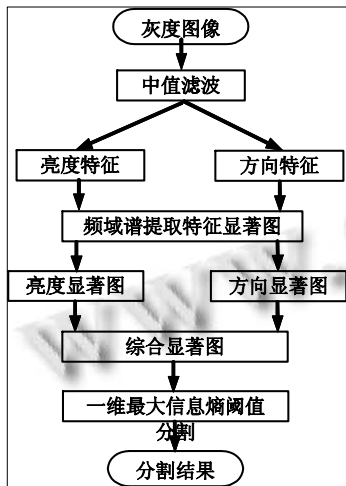 灰度图像
中值滤波
亮度特征
方向特征
频域谱提取特征显著图
亮度显著图
方向显著图
综合显著图
一维最大信息熵阈值
分割
分割结果
www.